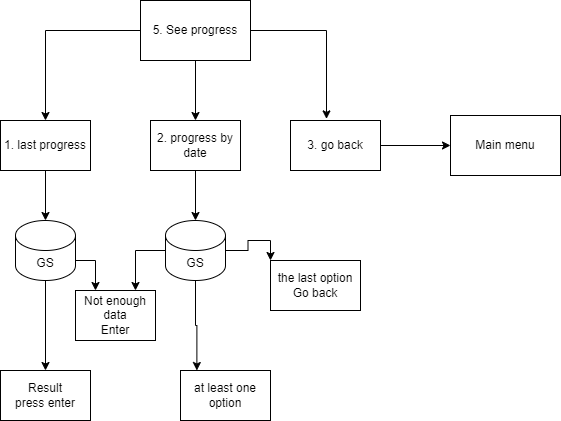 5. See progress
1. last progress
2. progress by
date
3. go back
Main menu
GS
GS
the last option
Go back
Not enough
data
Enter
Result
press enter
at least one
option